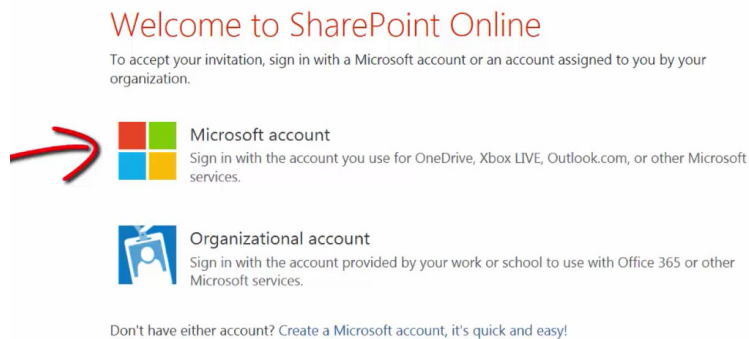 Welcome to SharePoint Online
To accept your invitation, sign in with a Microsoft account or an account assigned to you by your
organization.
Microsoft account
Sign in with the account you use for OneDrive, Xbox LIVE, Outlook.com, or other Microsoft
services.
Organizational account
Sign in with the account provided by your work or school to use with Office 365 or other
Microsoft services.
Don't have either account? Create a Microsoft account, it's quick and easy!